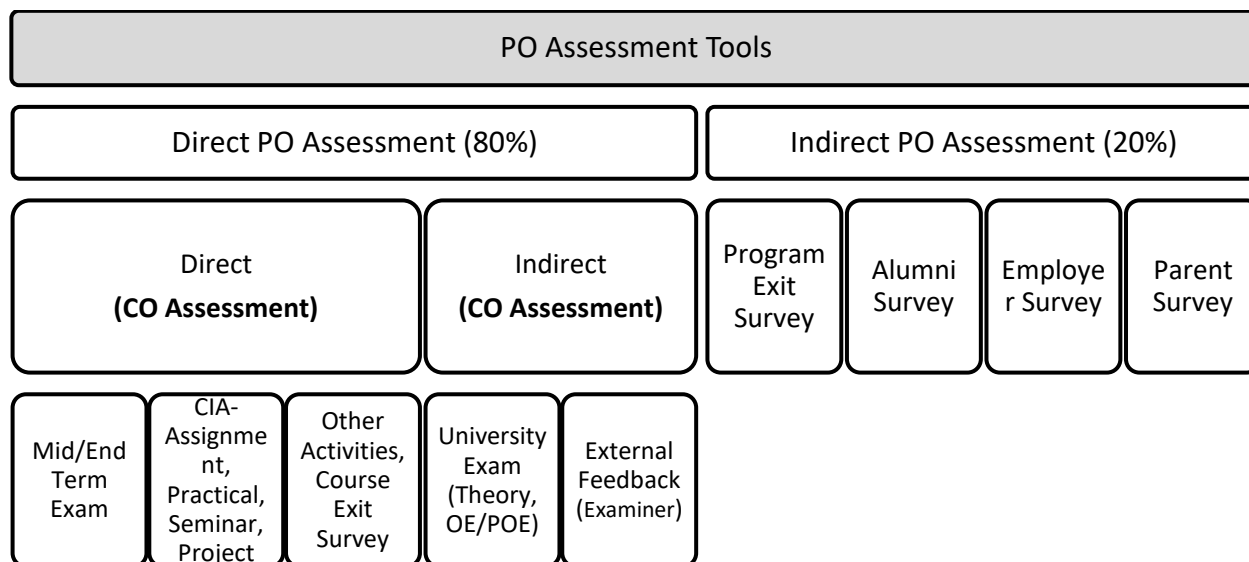 PO Assessment Tools
Direct PO Assessment (80%)
Indirect PO Assessment (20%)
Direct
(CO Assessment)
Indirect
(CO Assessment)
Program
Exit
Survey
Alumni
Survey
Employe
r Survey
Parent
Survey
Mid/End
Term
Exam
CIA-
Assignme
nt,
Practical,
Seminar,
Project
Other
Activities,
Course
Exit
Survey
University
Exam
(Theory,
OE/POE)
External
Feedback
(Examiner)